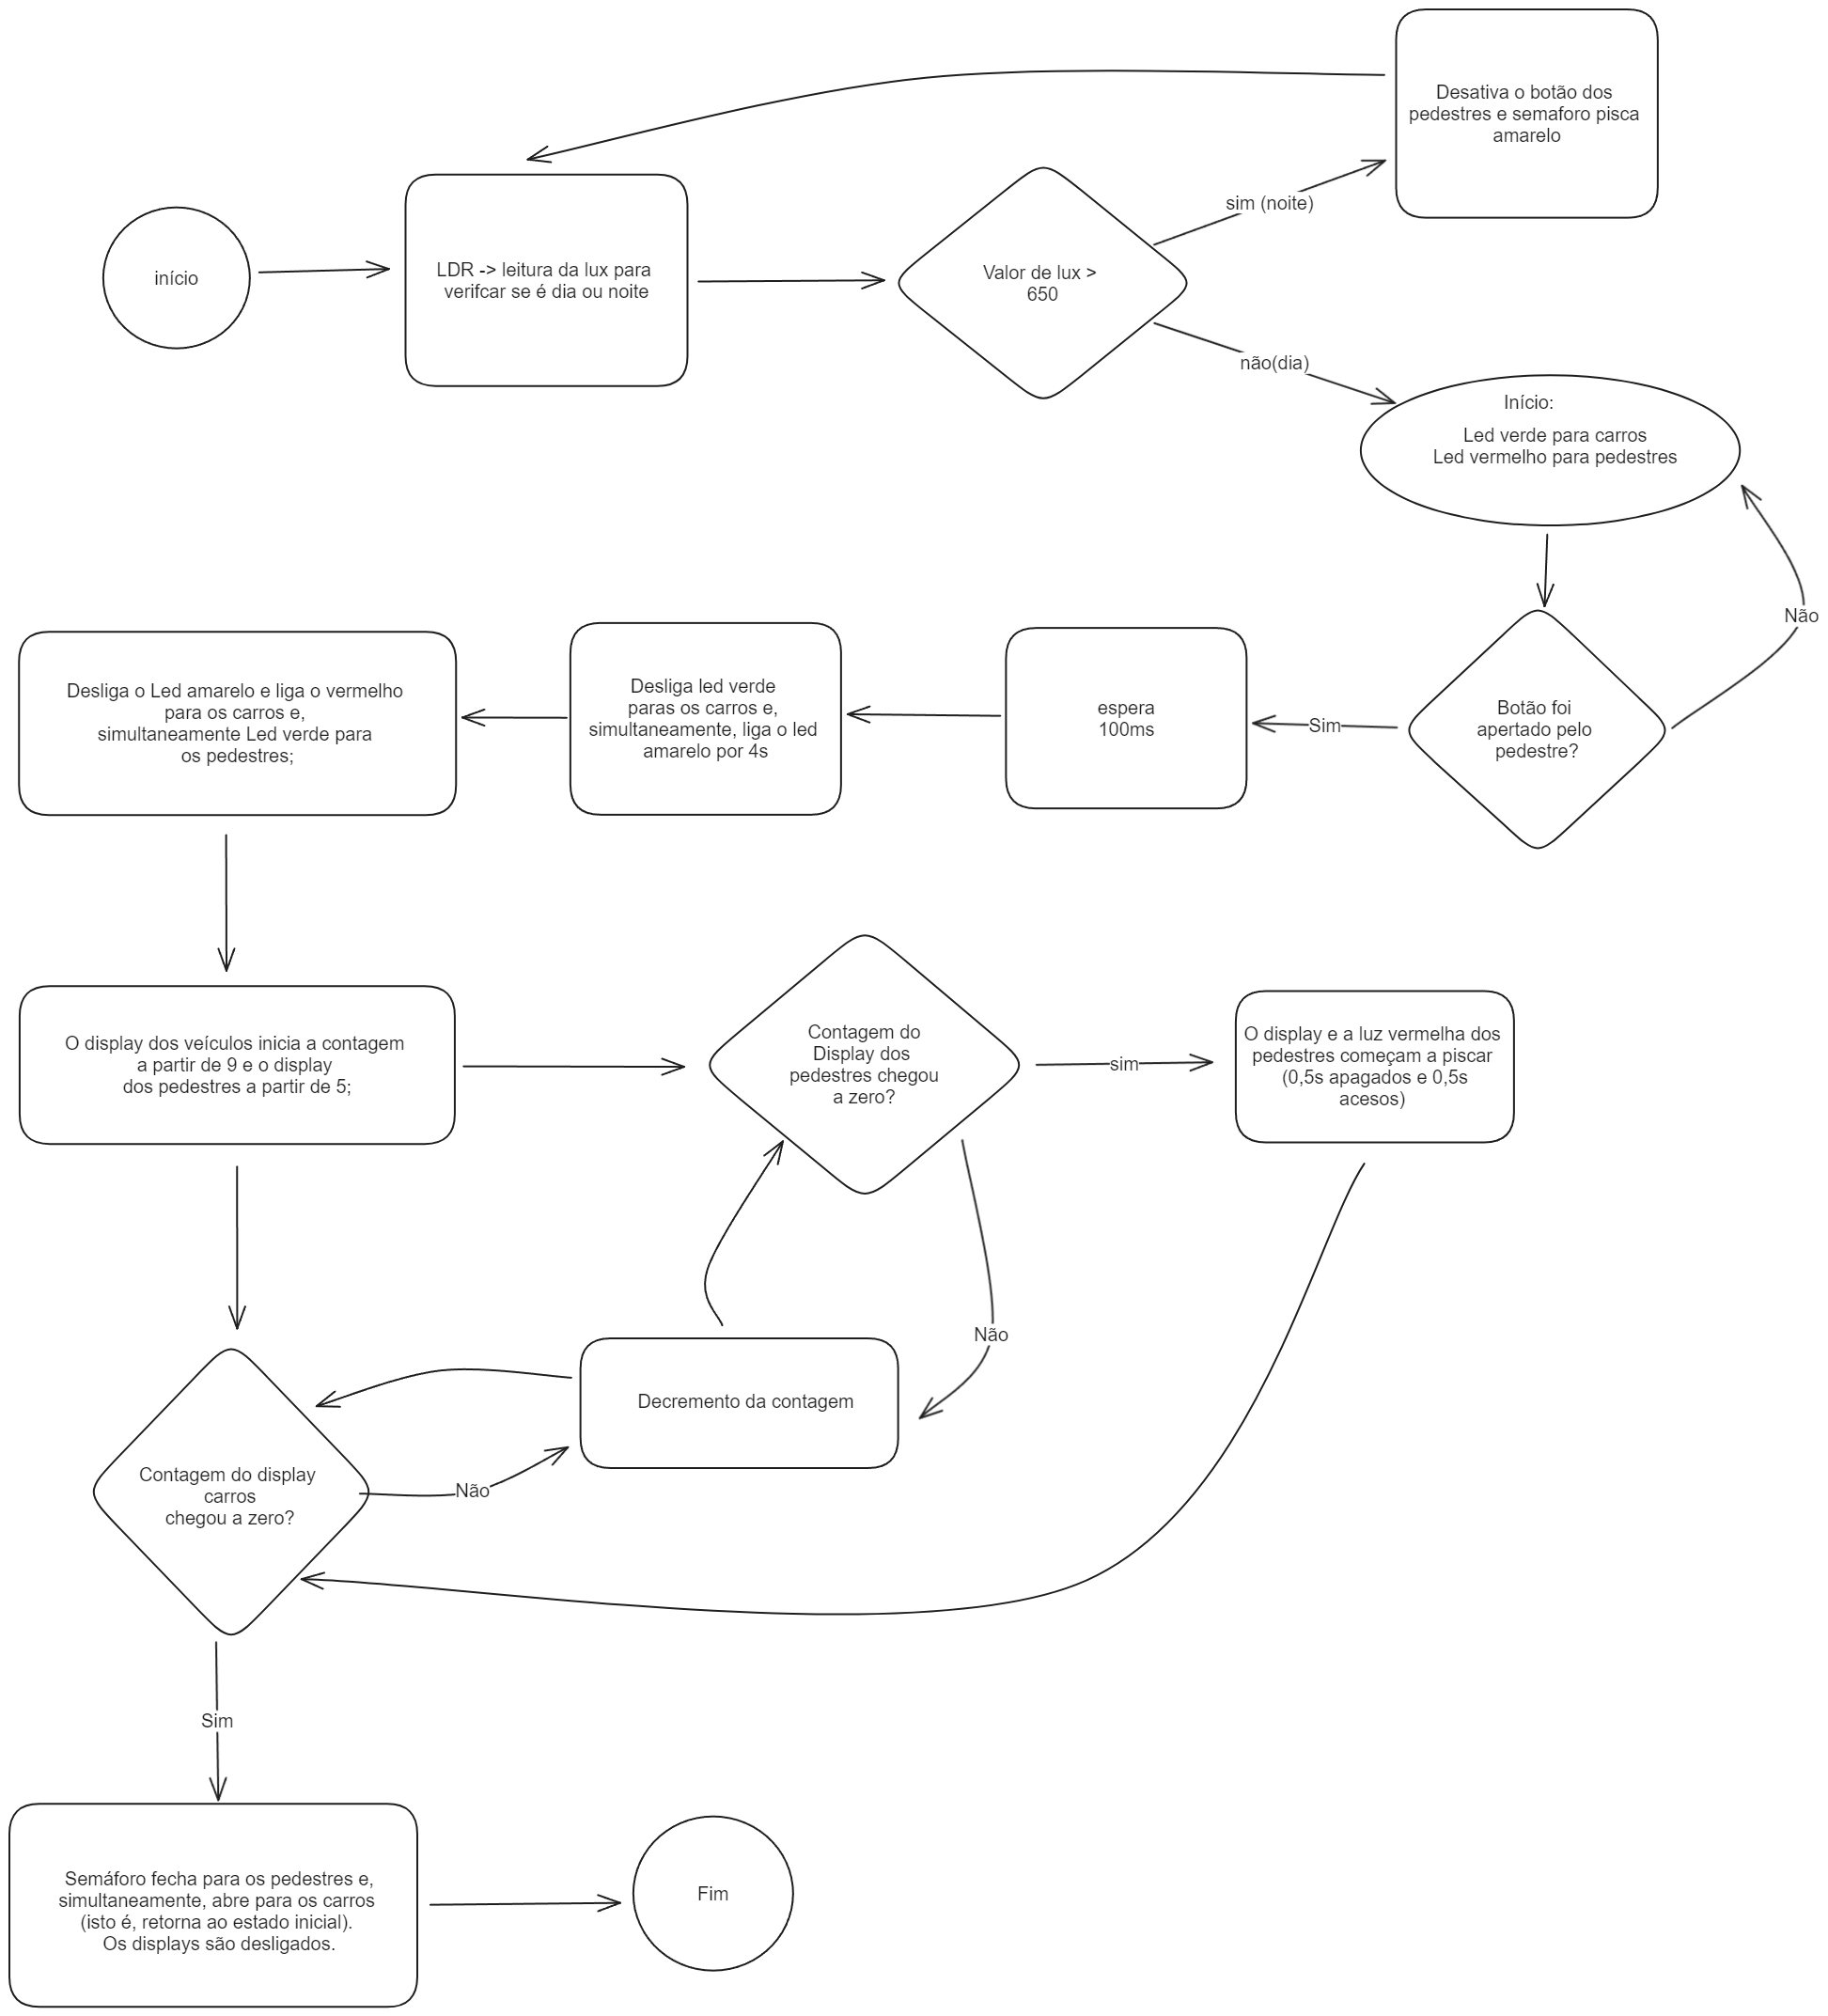 Desativa o botão dos
pedestres e semaforo pisca
amarelo
sim (noite)
início
LDR -> leitura da lux para
verifcar se é dia ou noite
Valor de lux >
650
não(dia)
Início:
Led verde para carros
Led vermelho para pedestres
Não
Botão foi
apertado pelo
pedestre?
Sim
espera
100ms
Desliga led verde
paras os carros e,
simultaneamente, liga o led
amarelo por 4s
Desliga o Led amarelo e liga o vermelho
para os carros e,
simultaneamente Led verde para
os pedestres;
O display dos veículos inicia a contagem
a partir de 9 e o display
dos pedestres a partir de 5;
Contagem do
Display dos
pedestres chegou
a zero?
sim
O display e a luz vermelha dos
pedestres começam a piscar
(0,5s apagados e 0,5s
acesos)
Não
Decremento da contagem
Contagem do display
carros
chegou a zero?
Não
Sim
Semáforo fecha para os pedestres e,
simultaneamente, abre para os carros
(isto é, retorna ao estado inicial).
Os displays são desligados.
Fim